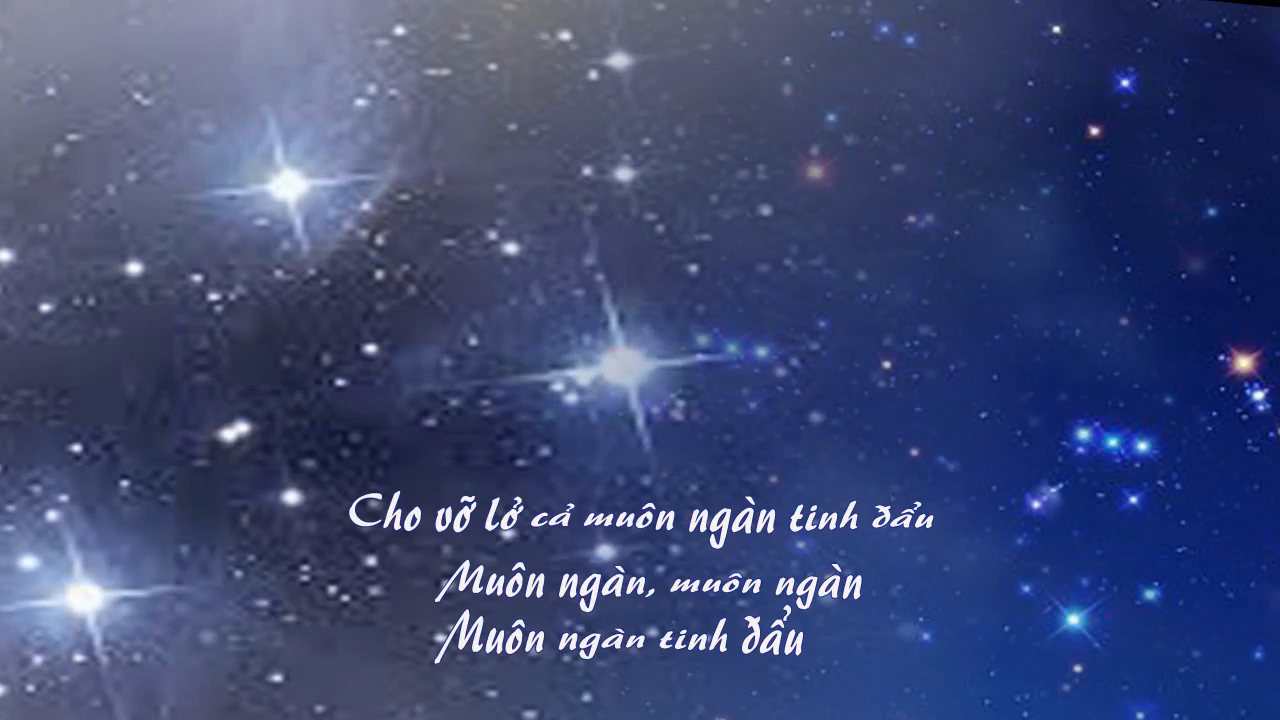 Cho vỡ lở cả muôn ngàn tinh đẩu
Muôn ngàn, muôn ngàn
Muôn ngàn tinh đẩu